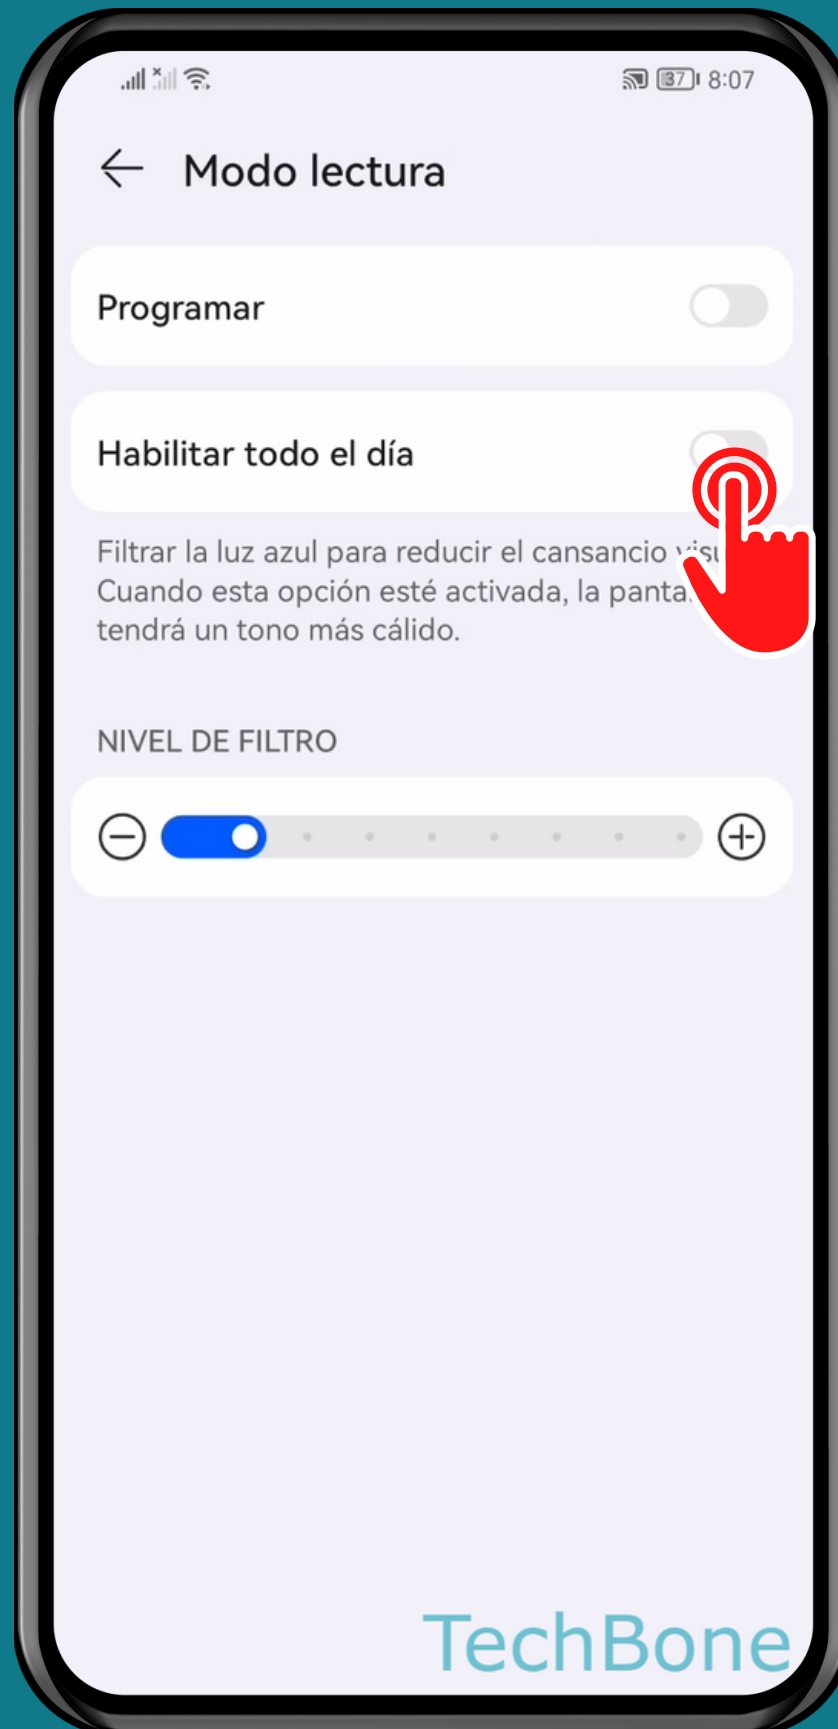 37 8:07
Modo lectura
Programar
Habilitar todo el día
Filtrar la luz azul para reducir el cansancio
Cuando esta opción esté activada, la
tendrá un tono más cálido.
NIVEL DE FILTRO
TechBone